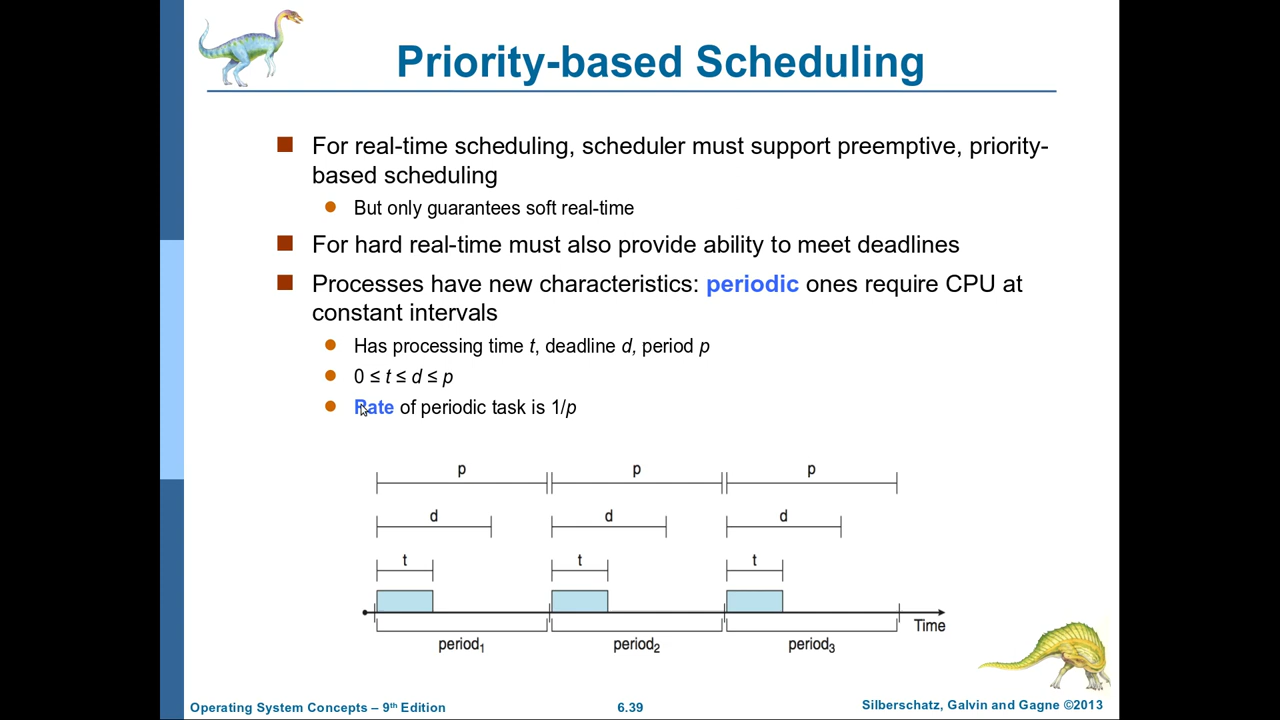 Priority-based Scheduling
For real-time scheduling, scheduler must support preemptive, priority-
based scheduling
But only guarantees soft real-time
For hard real-time must also provide ability to meet deadlines
Processes have new characteristics: periodic ones require CPU at
constant intervals
Has processing time t, deadline d, period p
0 ≤ t ≤ d ≤ p
Rate of periodic task is 1/p
p p p
d d d
t t t
Time
period1 period2 period3
Operating System Concepts – 9th Edition 6.39 Silberschatz, Galvin and Gagne ©2013